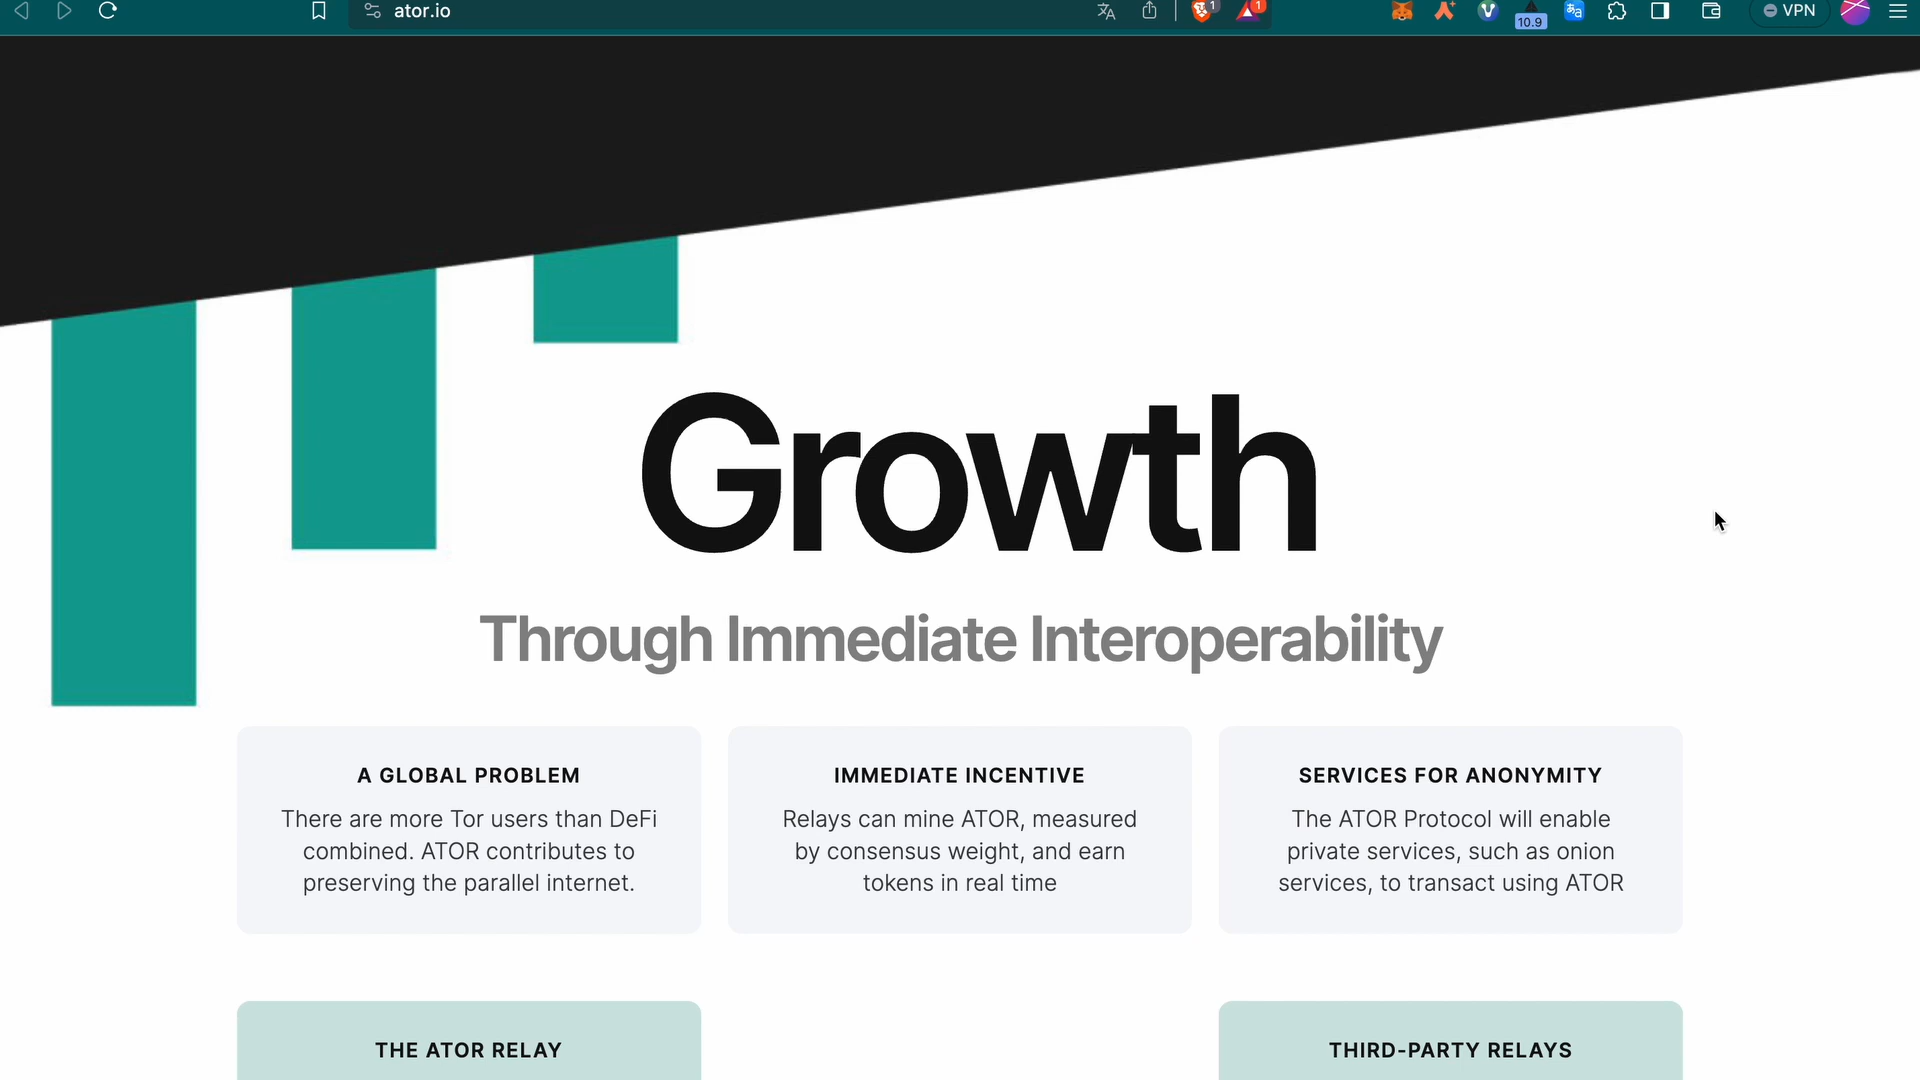 ator.io
1
1
10.9
VPN
Growth
Through Immediate Interoperability
A GLOBAL PROBLEM
There are more Tor users than DeFi
combined. ATOR contributes to
preserving the parallel internet.
IMMEDIATE INCENTIVE
Relays can mine ATOR, measured
by consensus weight, and earn
tokens in real time
SERVICES FOR ANONYMITY
The ATOR Protocol will enable
private services, such as onion
services, to transact using ATOR
THE ATOR RELAY
THIRD-PARTY RELAYS